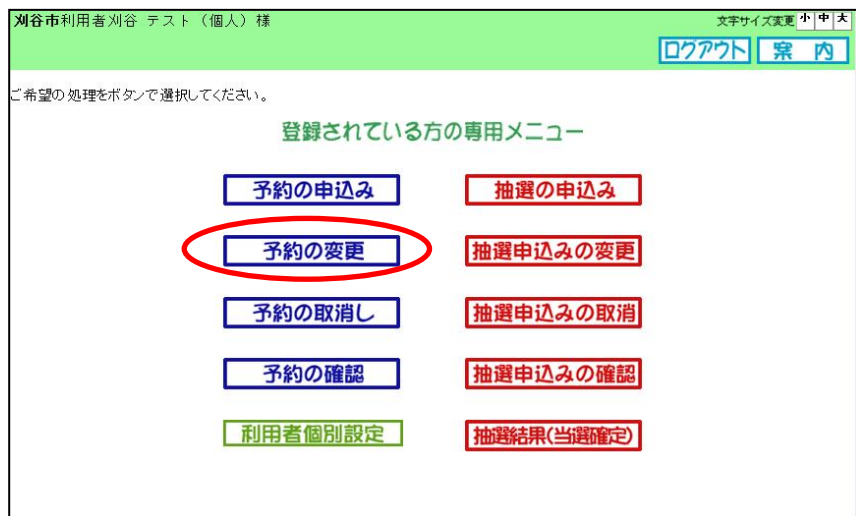 刈谷市利用者刈谷 テスト（個人）様
文字サイズ変更 小 中 大
ログアウト 案 内
ご希望の処理をボタンで選択してください。
登録されている方の専用メニュー
予約の申込み 抽選の申込み
予約の変更 抽選申込みの変更
予約の取消し 抽選申込みの取消
予約の確認 抽選申込みの確認
利用者個別設定 抽選結果(当選確定)